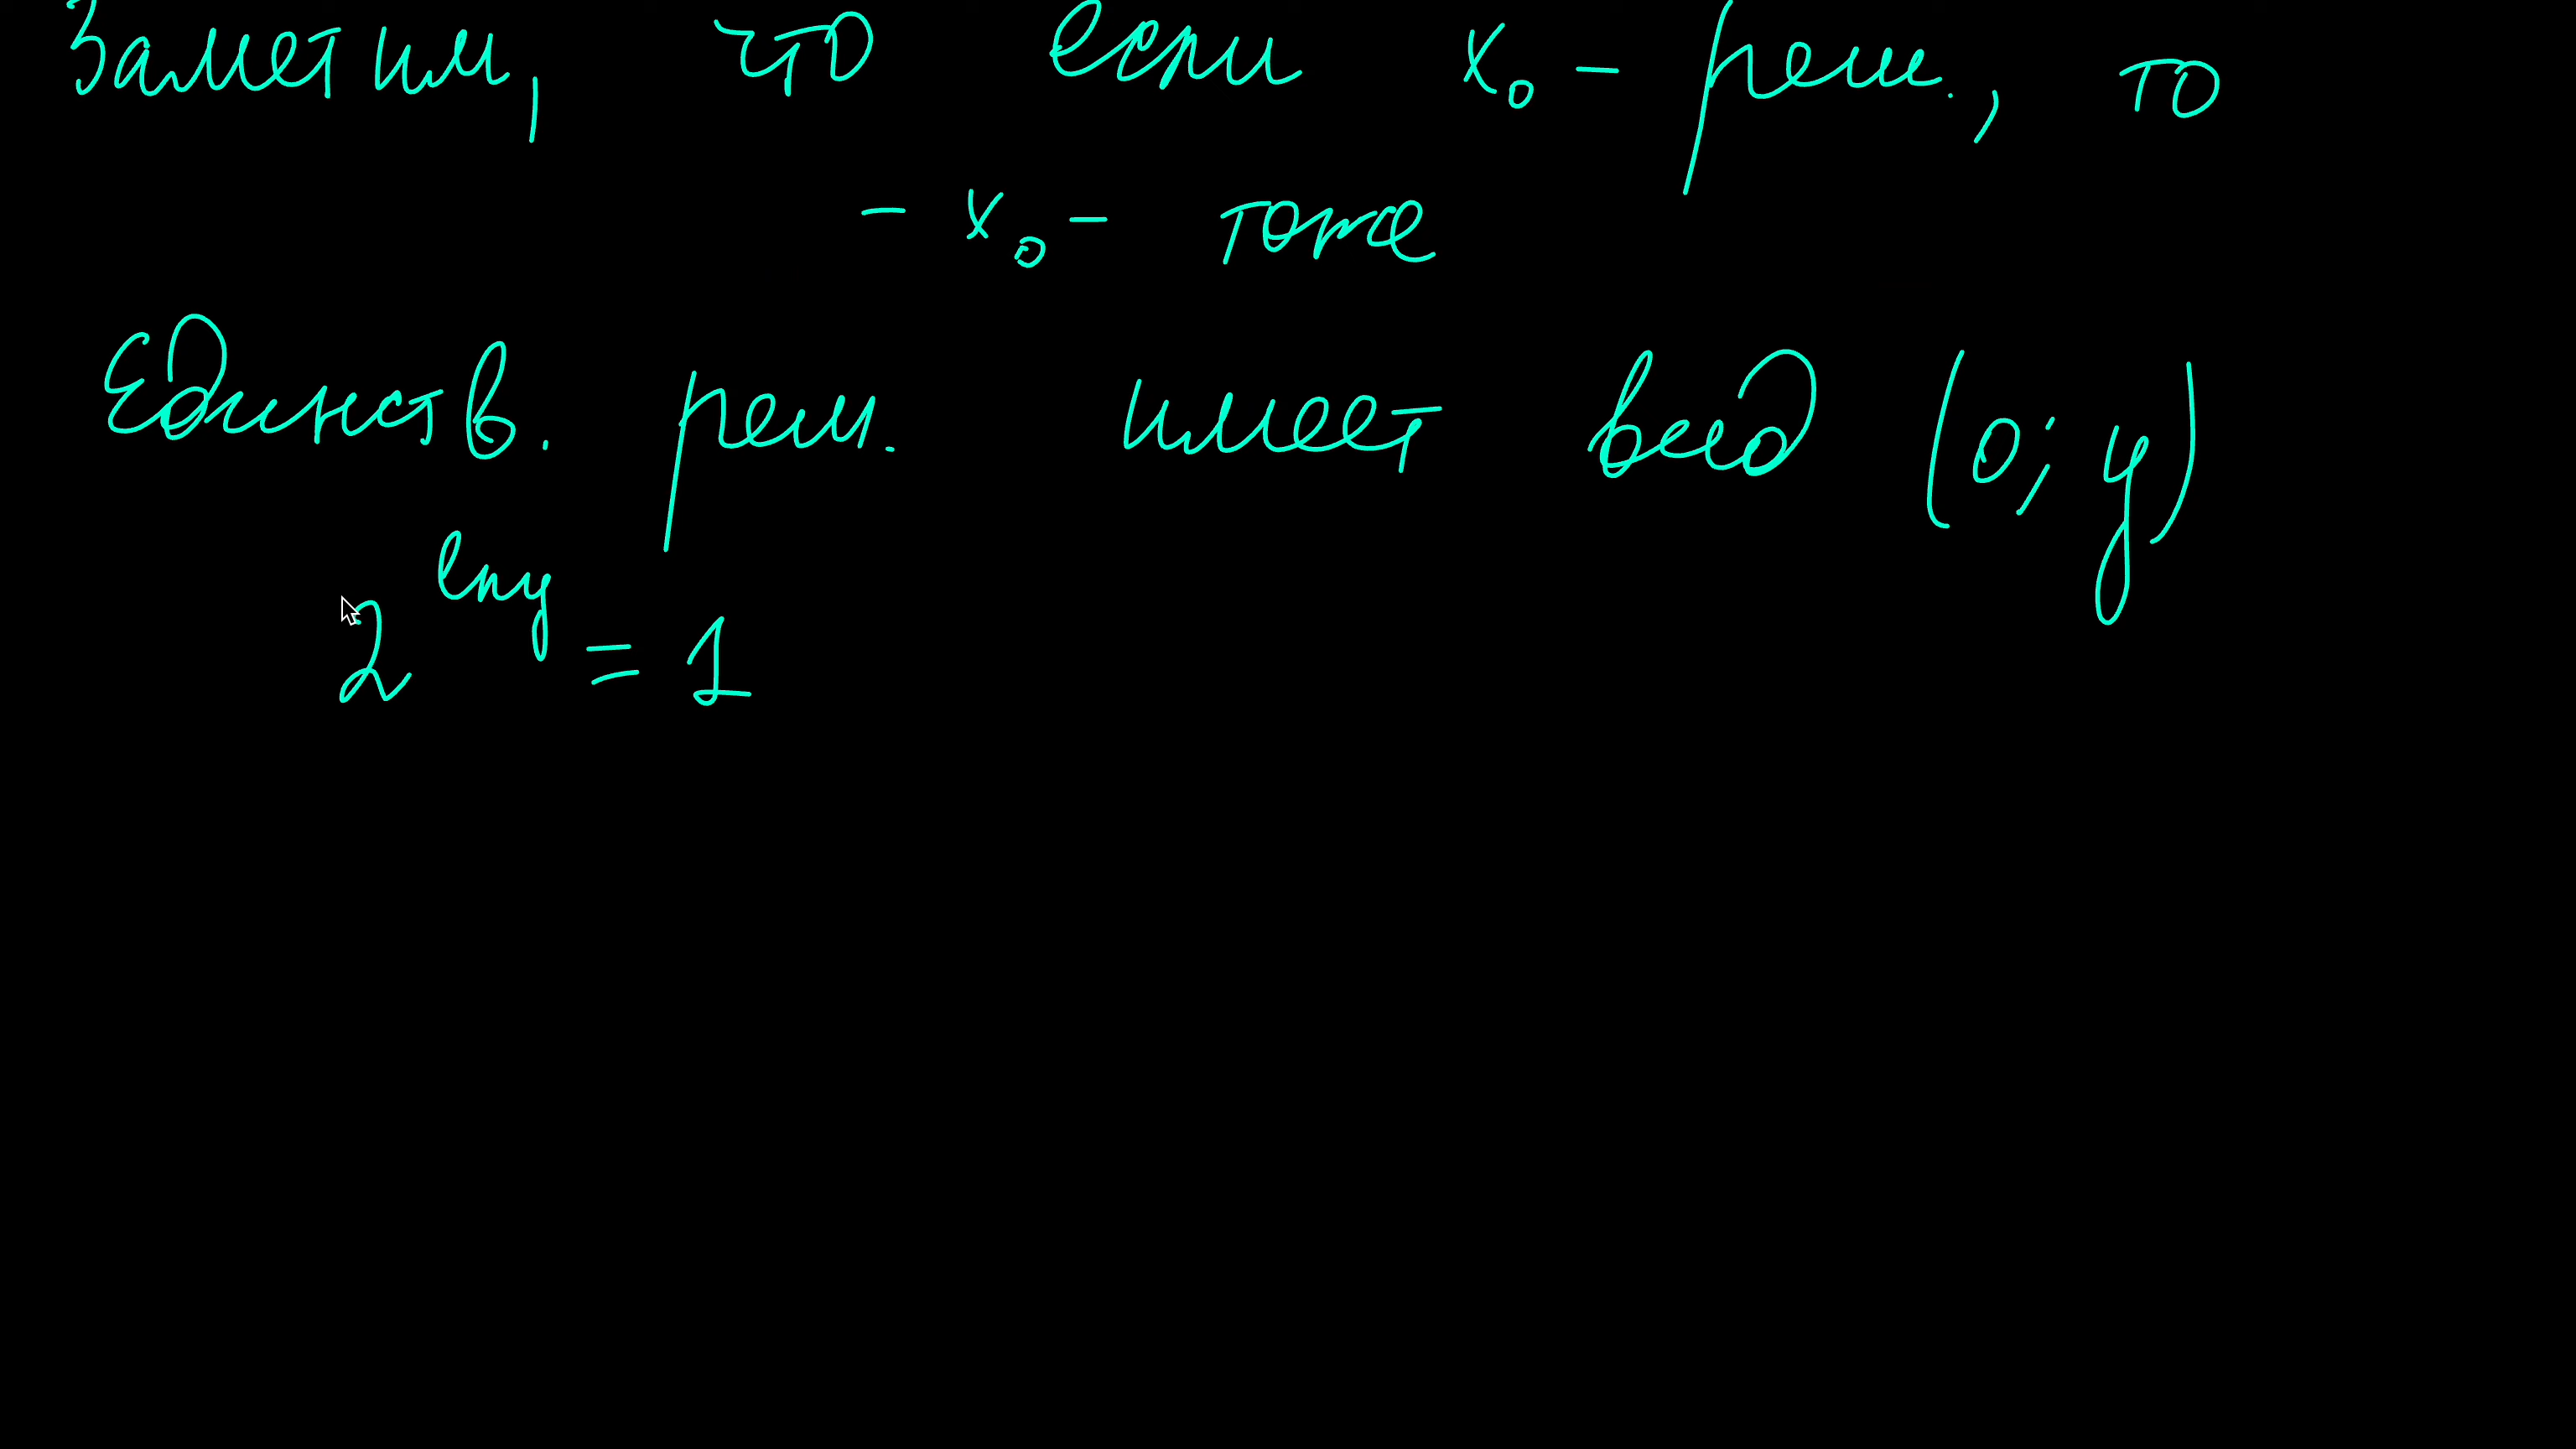 Заметим, что если x₀ – реш., то
– x₀ – тоже
Единств. реш. имеет вид (0; y)
2^{ln y} = 1